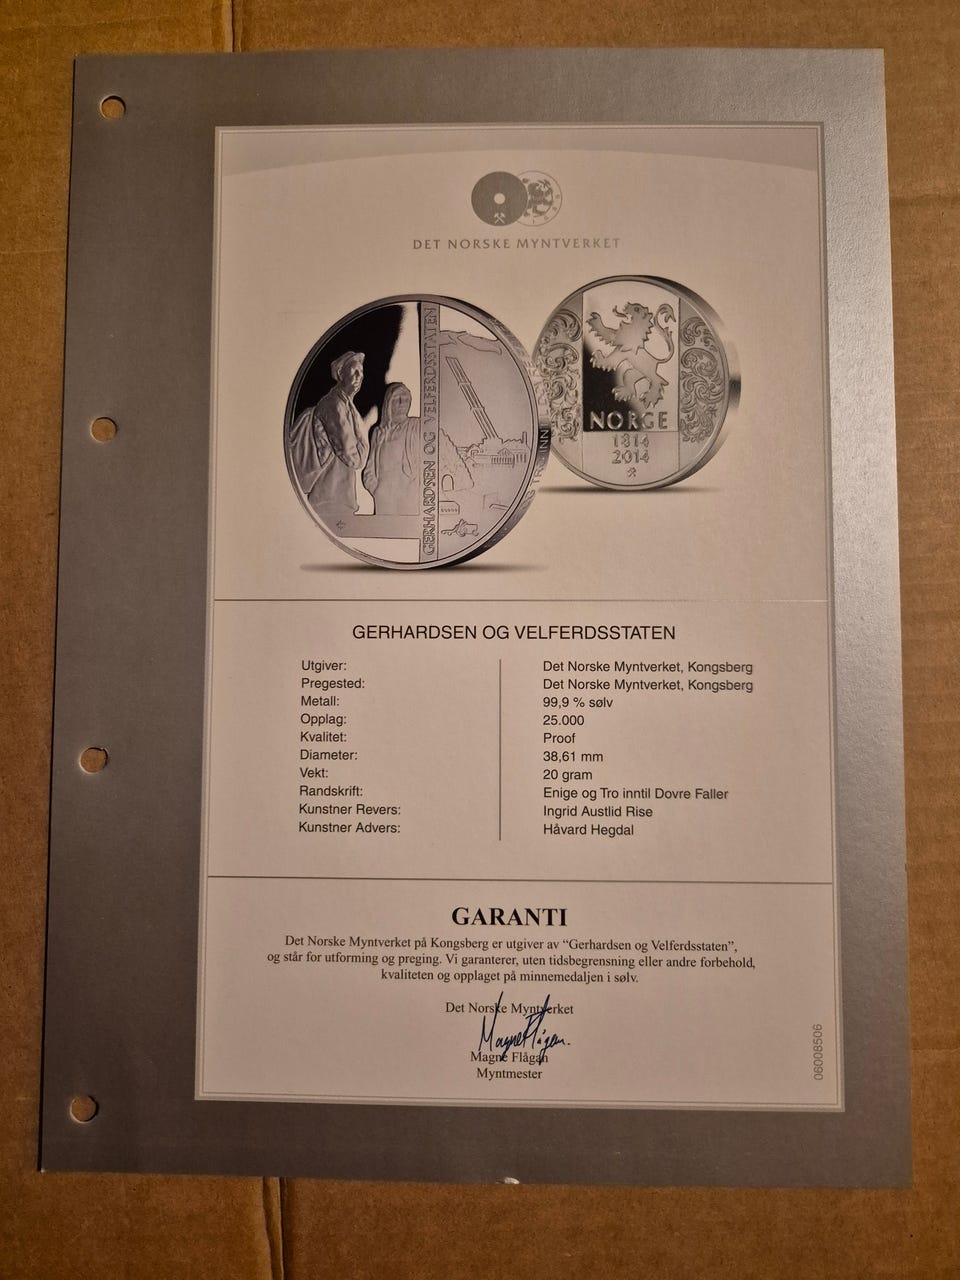 DET NORSKE MYNTVERKET
GERHARDSEN OG VELFERDSSTATEN
NORGE
1814
2014
GERHARDSEN OG VELFERDSSTATEN
Utgiver: Det Norske Myntverket, Kongsberg
Pregested: Det Norske Myntverket, Kongsberg
Metall: 99,9 % sølv
Opplag: 25.000
Kvalitet: Proof
Diameter: 38,61 mm
Vekt: 20 gram
Randskrift: Enige og Tro inntil Dovre Faller
Kunstner Revers: Ingrid Austlid Rise
Kunstner Advers: Håvard Hegdal
GARANTI
Det Norske Myntverket på Kongsberg er utgiver av “Gerhardsen og Velferdsstaten”,
og står for utforming og preging. Vi garanterer, uten tidsbegrensning eller andre forbehold,
kvaliteten og opplaget på minnemedaljen i sølv.
Det Norske Myntverket
Magne Flågan
Magne Flågan
Myntmester
06008506